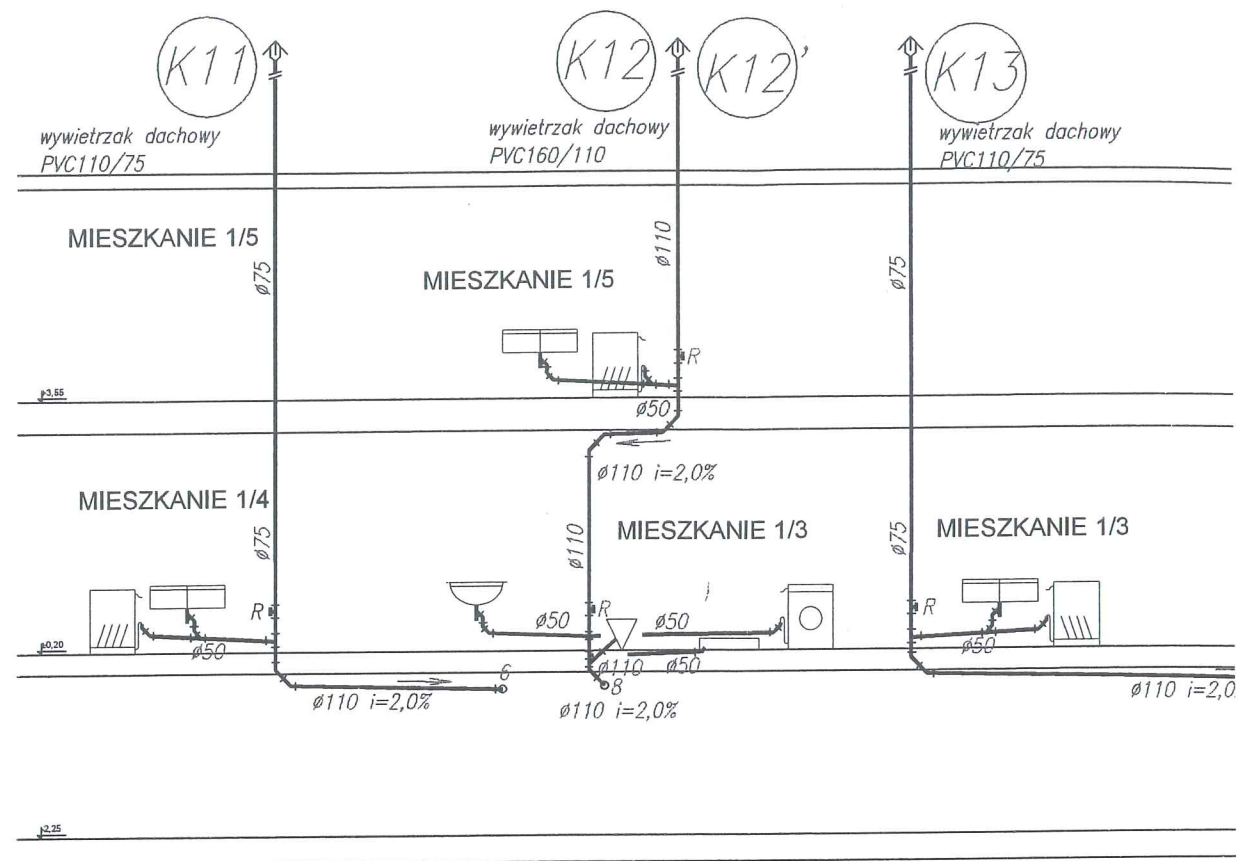 K11
K12
K12'
K13
wywietrzak dachowy
PVC110/75
wywietrzak dachowy
PVC160/110
wywietrzak dachowy
PVC110/75
MIESZKANIE 1/5
ø75
MIESZKANIE 1/5
ø110
ø75
R
3,55
ø50
ø110 i=2,0%
MIESZKANIE 1/4
ø75
ø110
MIESZKANIE 1/3
ø75
MIESZKANIE 1/3
R
R
R
ø50
ø50
ø50
ø50
0,20
ø110
ø50
6
8
ø110 i=2,0%
ø110 i=2,0%
ø110 i=2,0
2,25